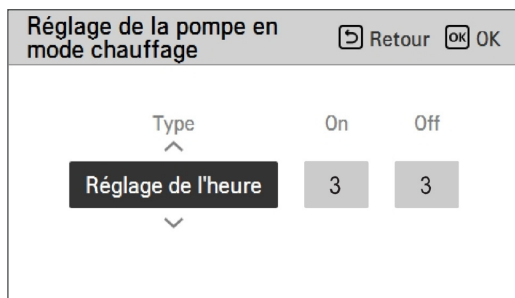 Réglage de la pompe en
mode chauffage
Retour OK OK
Type On Off
Réglage de l'heure 3 3